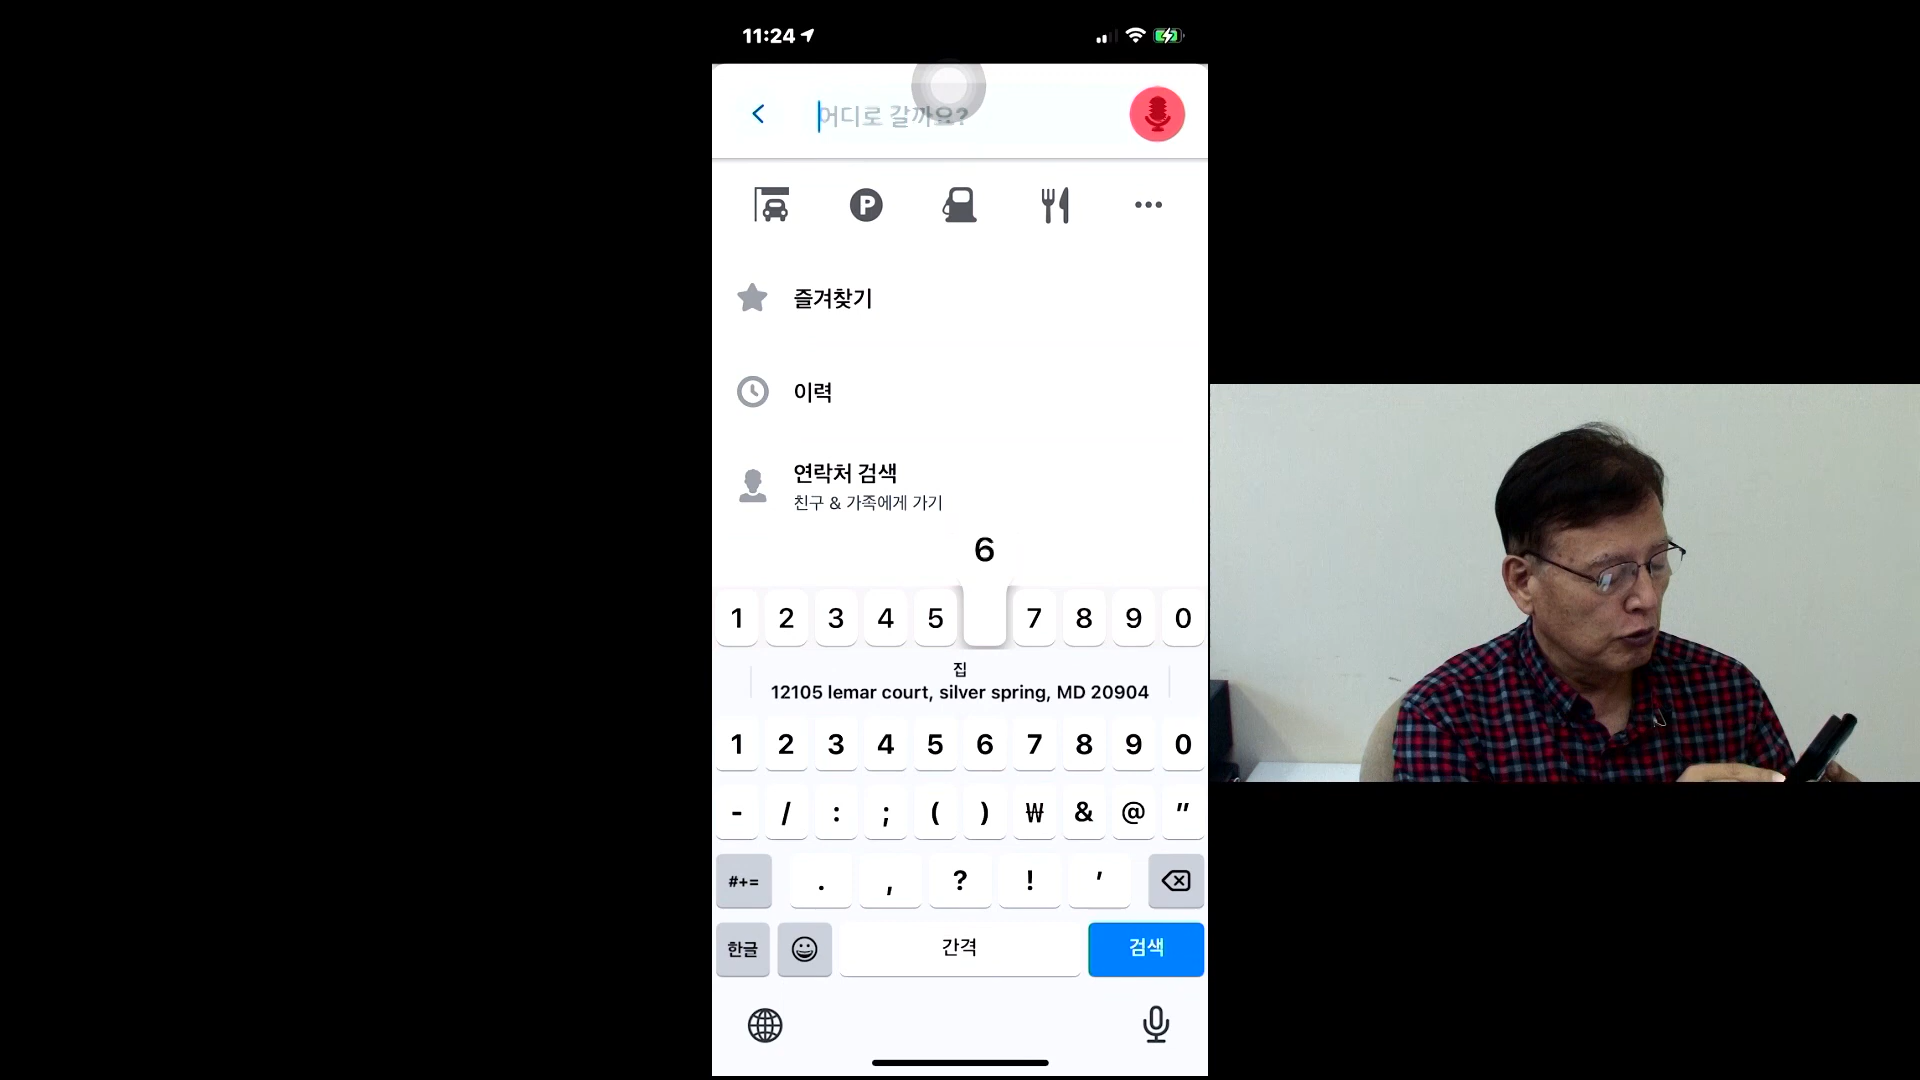 11:24
어디로 갈까요?
P
즐겨찾기
이력
연락처 검색
친구 & 가족에게 가기
6
1 2 3 4 5 7 8 9 0
집
12105 lemar court, silver spring, MD 20904
1 2 3 4 5 6 7 8 9 0
- / : ; ( ) ₩ & @ "
#+= . , ? ! '
한글 간격 검색